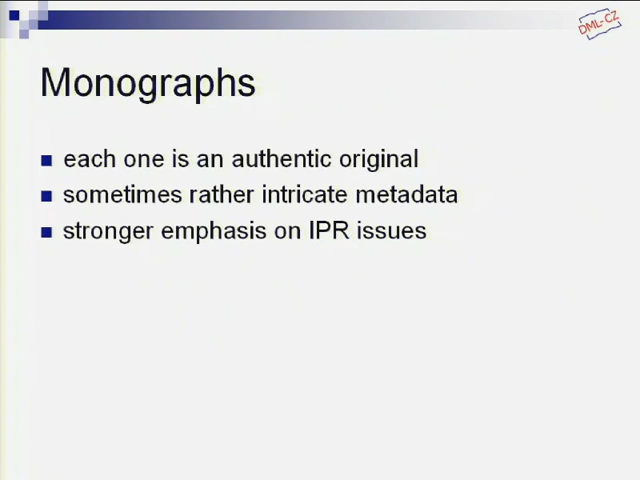 DML-CZ
Monographs
each one is an authentic original
sometimes rather intricate metadata
stronger emphasis on IPR issues